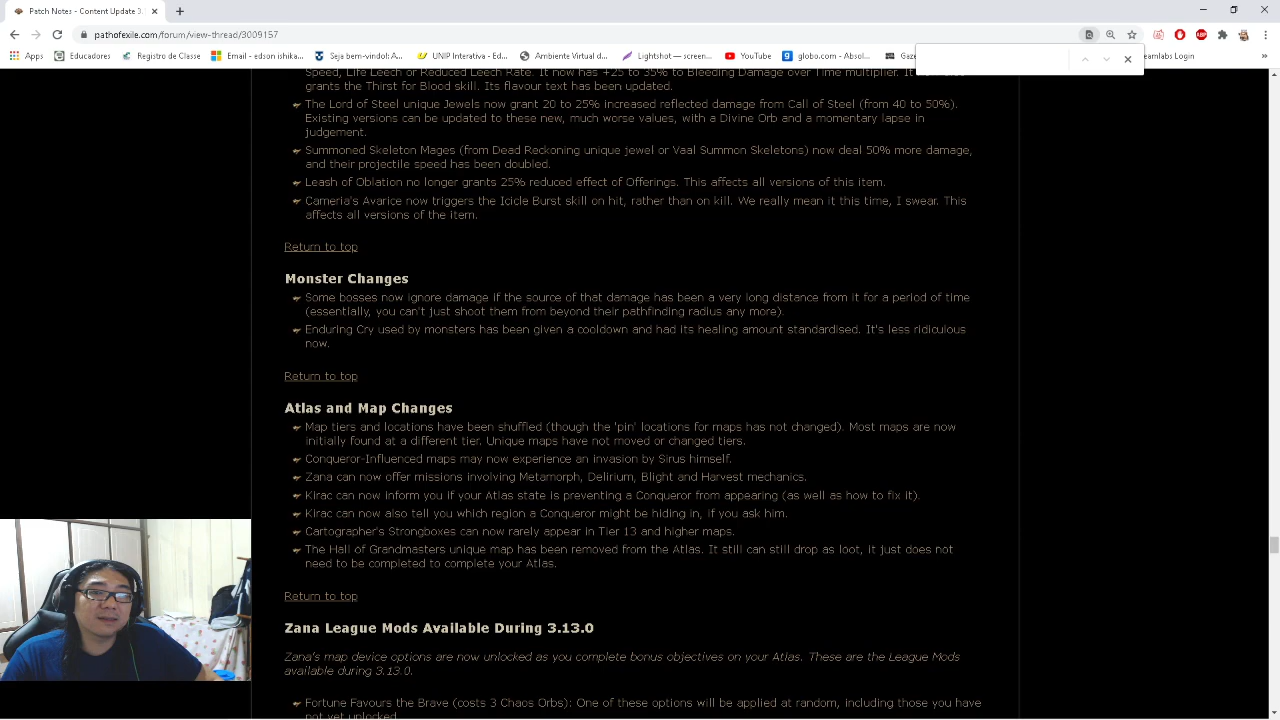 Patch Notes - Content Update 3.
pathofexile.com/forum/view-thread/3009157
Apps Educadores Registro de Classe Email - edson ishika... Seja bem-vindo(: A... UNIP Interativa - Ed... Ambiente Virtual d... Lightshot — screen... YouTube globo.com - Absol... Gaze eamlabs Login »
Speed, Life Leech or Reduced Leech Rate. It now has +25 to 35% to Bleeding Damage over Time multiplier. It
grants the Thirst for Blood skill. Its flavour text has been updated.
The Lord of Steel unique Jewels now grant 20 to 25% increased reflected damage from Call of Steel (from 40 to 50%).
Existing versions can be updated to these new, much worse values, with a Divine Orb and a momentary lapse in
judgement.
Summoned Skeleton Mages (from Dead Reckoning unique jewel or Vaal Summon Skeletons) now deal 50% more damage,
and their projectile speed has been doubled.
Leash of Oblation no longer grants 25% reduced effect of Offerings. This affects all versions of this item.
Cameria's Avarice now triggers the Icicle Burst skill on hit, rather than on kill. We really mean it this time, I swear. This
affects all versions of the item.
Return to top
Monster Changes
Some bosses now ignore damage if the source of that damage has been a very long distance from it for a period of time
(essentially, you can't just shoot them from beyond their pathfinding radius any more).
Enduring Cry used by monsters has been given a cooldown and had its healing amount standardised. It's less ridiculous
now.
Return to top
Atlas and Map Changes
Map tiers and locations have been shuffled (though the 'pin' locations for maps has not changed). Most maps are now
initially found at a different tier. Unique maps have not moved or changed tiers.
Conqueror-Influenced maps may now experience an invasion by Sirus himself.
Zana can now offer missions involving Metamorph, Delirium, Blight and Harvest mechanics.
Kirac can now inform you if your Atlas state is preventing a Conqueror from appearing (as well as how to fix it).
Kirac can now also tell you which region a Conqueror might be hiding in, if you ask him.
Cartographer's Strongboxes can now rarely appear in Tier 13 and higher maps.
The Hall of Grandmasters unique map has been removed from the Atlas. It still can still drop as loot, it just does not
need to be completed to complete your Atlas.
Return to top
Zana League Mods Available During 3.13.0
Zana's map device options are now unlocked as you complete bonus objectives on your Atlas. These are the League Mods
available during 3.13.0.
Fortune Favours the Brave (costs 3 Chaos Orbs): One of these options will be applied at random, including those you have
not yet unlocked.